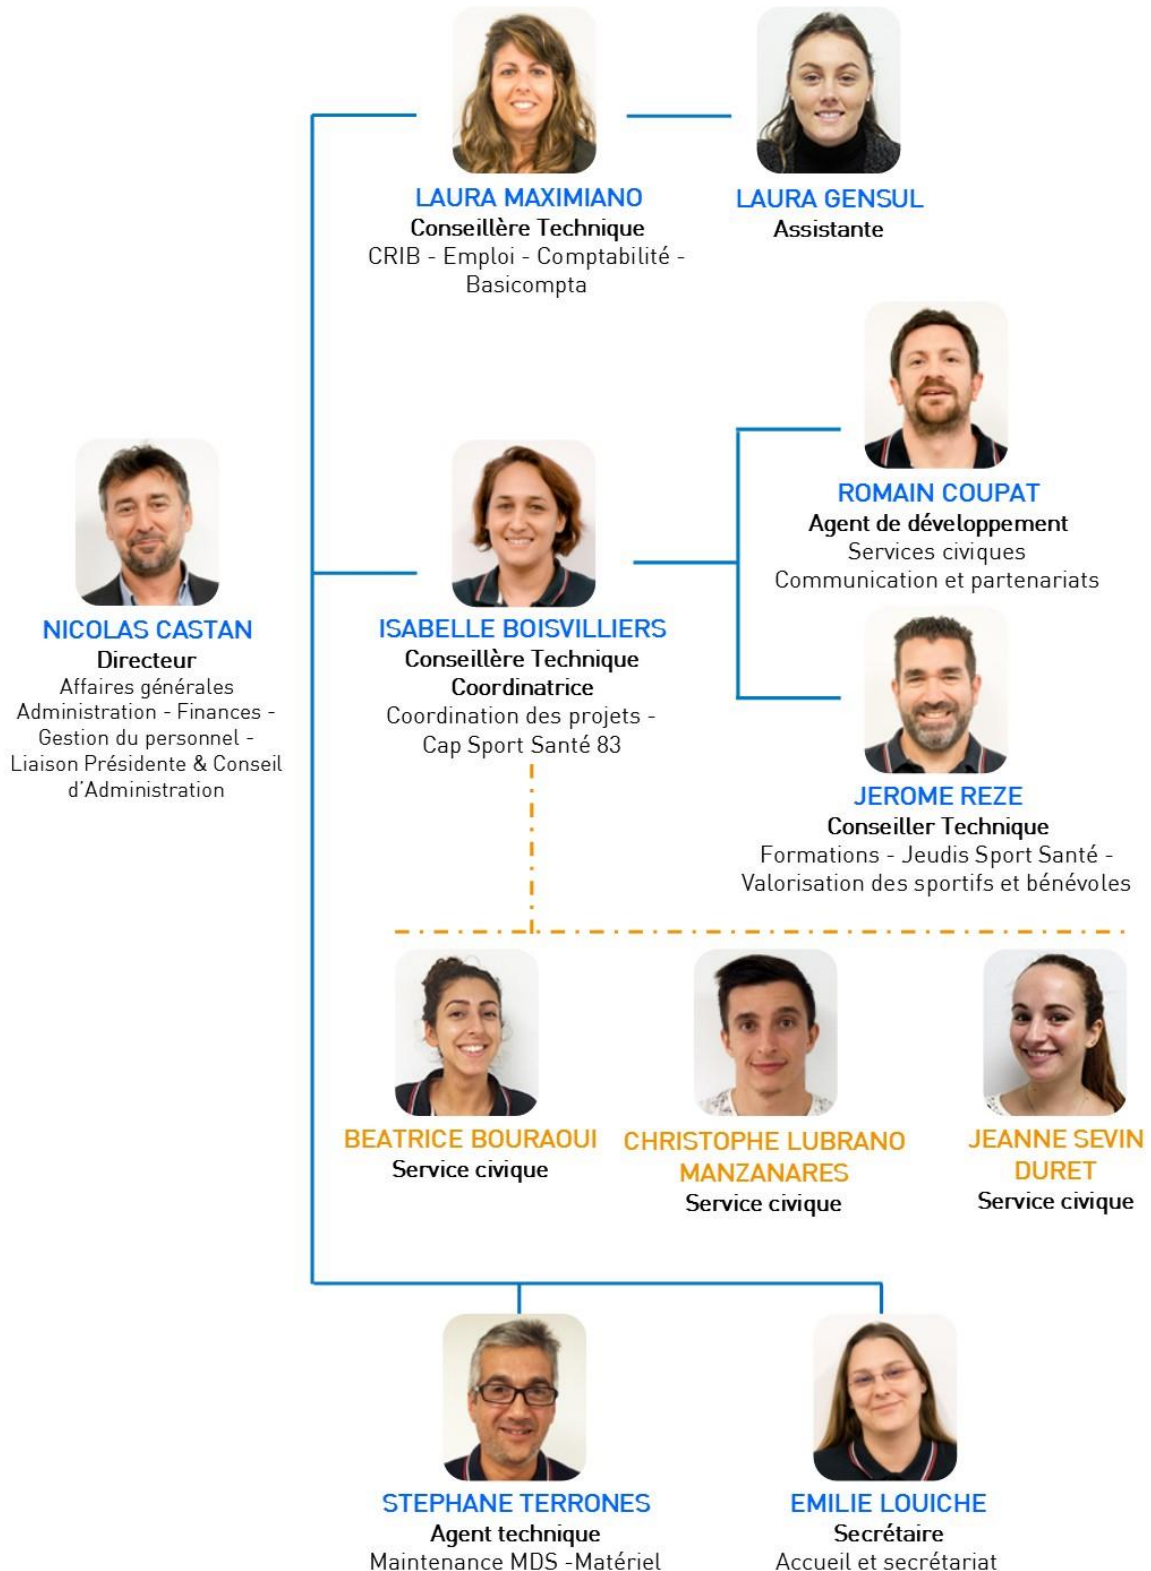 LAURA MAXIMIANO
Conseillère Technique
CRIB - Emploi - Comptabilité -
Basicompta
LAURA GENSUL
Assistante
ROMAIN COUPAT
Agent de développement
Services civiques
Communication et partenariats
NICOLAS CASTAN
Directeur
Affaires générales
Administration - Finances -
Gestion du personnel -
Liaison Présidente & Conseil
d'Administration
ISABELLE BOISVILLIERS
Conseillère Technique
Coordinatrice
Coordination des projets -
Cap Sport Santé 83
JEROME REZE
Conseiller Technique
Formations - Jeudis Sport Santé -
Valorisation des sportifs et bénévoles
BEATRICE BOURAOUI
Service civique
CHRISTOPHE LUBRANO
MANZANARES
Service civique
JEANNE SEVIN
DURET
Service civique
STEPHANE TERRONES
Agent technique
Maintenance MDS -Matériel
EMILIE LOUICHE
Secrétaire
Accueil et secrétariat